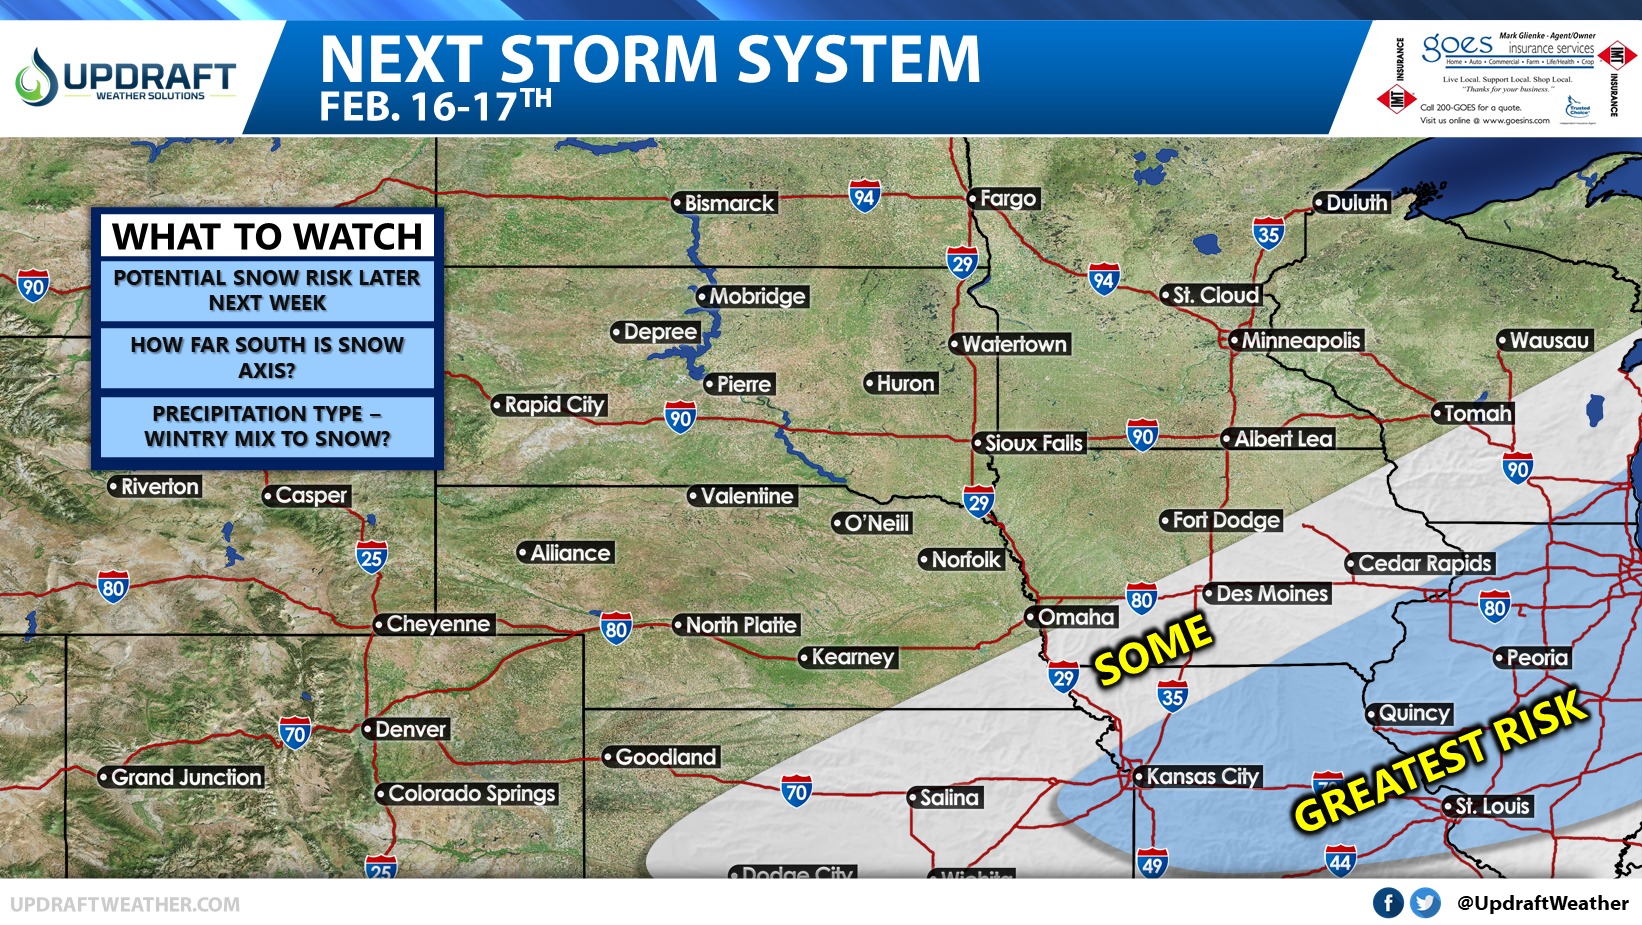 UPDRAFT
WEATHER SOLUTIONS
NEXT STORM SYSTEM
FEB. 16-17TH
IMT
INSURANCE
goes
Mark Glienke - Agent/Owner
insurance services
Home • Auto • Commercial • Farm • Life/Health • Crop
Live Local. Support Local. Shop Local.
"Thanks for your business."
Call 200-GOES for a quote.
Visit us online @ www.goesins.com
Trusted
Choice
IMT
INSURANCE
WHAT TO WATCH
POTENTIAL SNOW RISK LATER
NEXT WEEK
HOW FAR SOUTH IS SNOW
AXIS?
PRECIPITATION TYPE –
WINTRY MIX TO SNOW?
Bismarck
94
Fargo
Duluth
35
29
94
90
Mobridge
St. Cloud
Depree
Watertown
Minneapolis
Wausau
Pierre
Huron
Rapid City
90
Sioux Falls
90
Albert Lea
Tomah
90
Riverton
Casper
Valentine
29
O'Neill
Fort Dodge
25
Alliance
Norfolk
Cedar Rapids
80
80
Des Moines
80
Cheyenne
80
North Platte
Omaha
Kearney
SOME
29
35
Peoria
70
Denver
Quincy
Goodland
GREATEST RISK
Grand Junction
Colorado Springs
70
Salina
Kansas City
St. Louis
25
Dodge City
Wichita
49
44
UPDRAFTWEATHER.COM
@UpdraftWeather